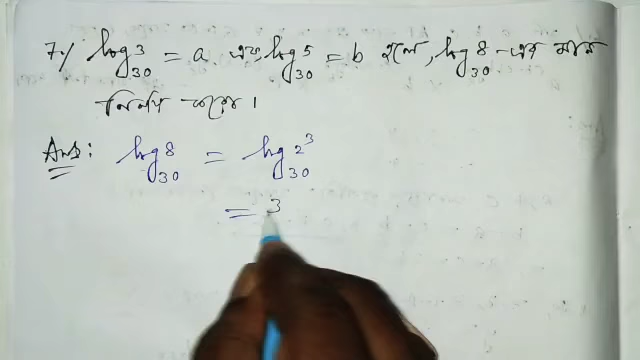 7.) log₃₀3 = a এবং log₃₀5 = b হলে, log₃₀8 -এর মান
নির্ণয় করো।
Ans: log₃₀8 = log₃₀2³
= 3